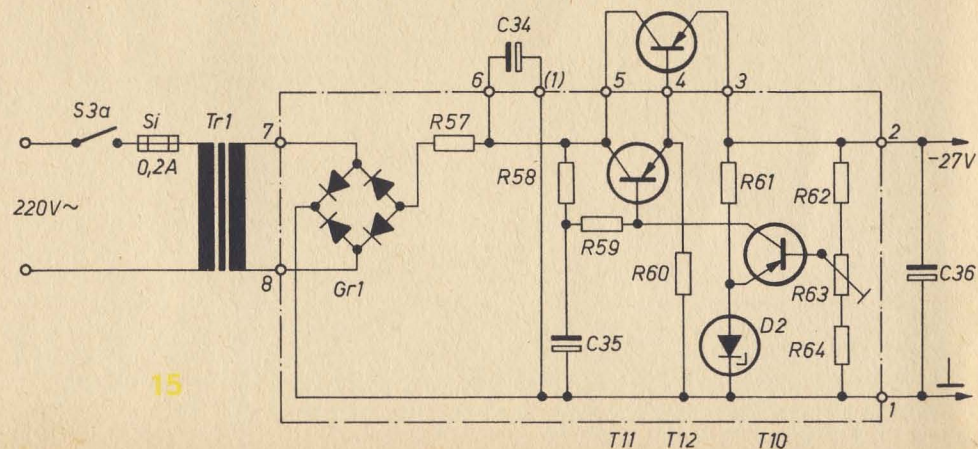 C34
6
(1)
5
4
3
S3a
Si
Tr1
7
R57
2
0,2A
-27V
R58
R61
R62
220V~
R59
R60
R63
C36
8
Gr1
D2
C35
R64
15
1
T11 T12 T10